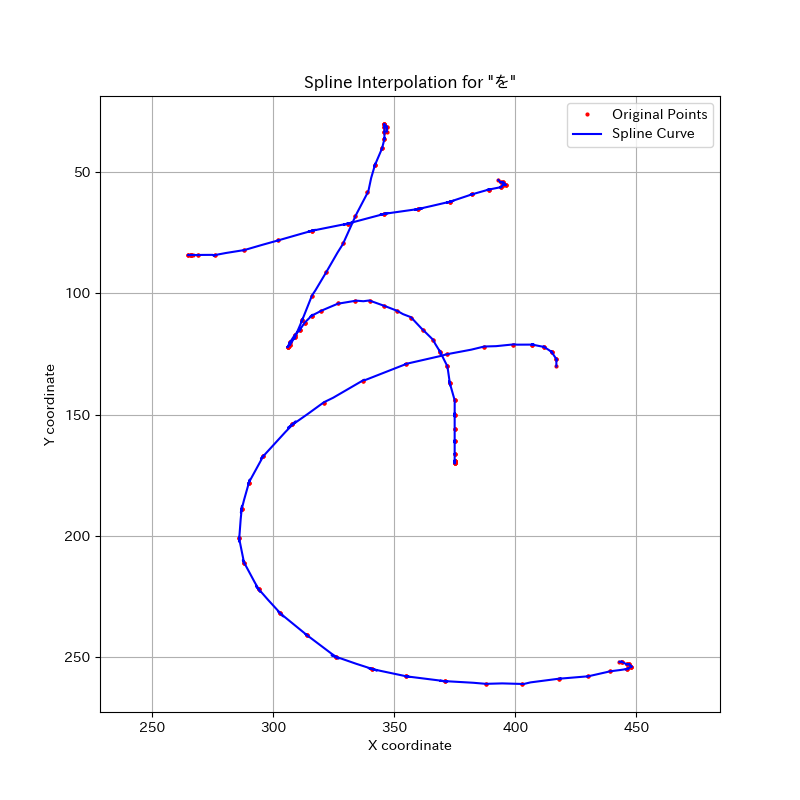 Spline Interpolation for "を"
Original Points
Spline Curve
50
100
150
200
250
Y coordinate
250
300
350
400
450
X coordinate
を